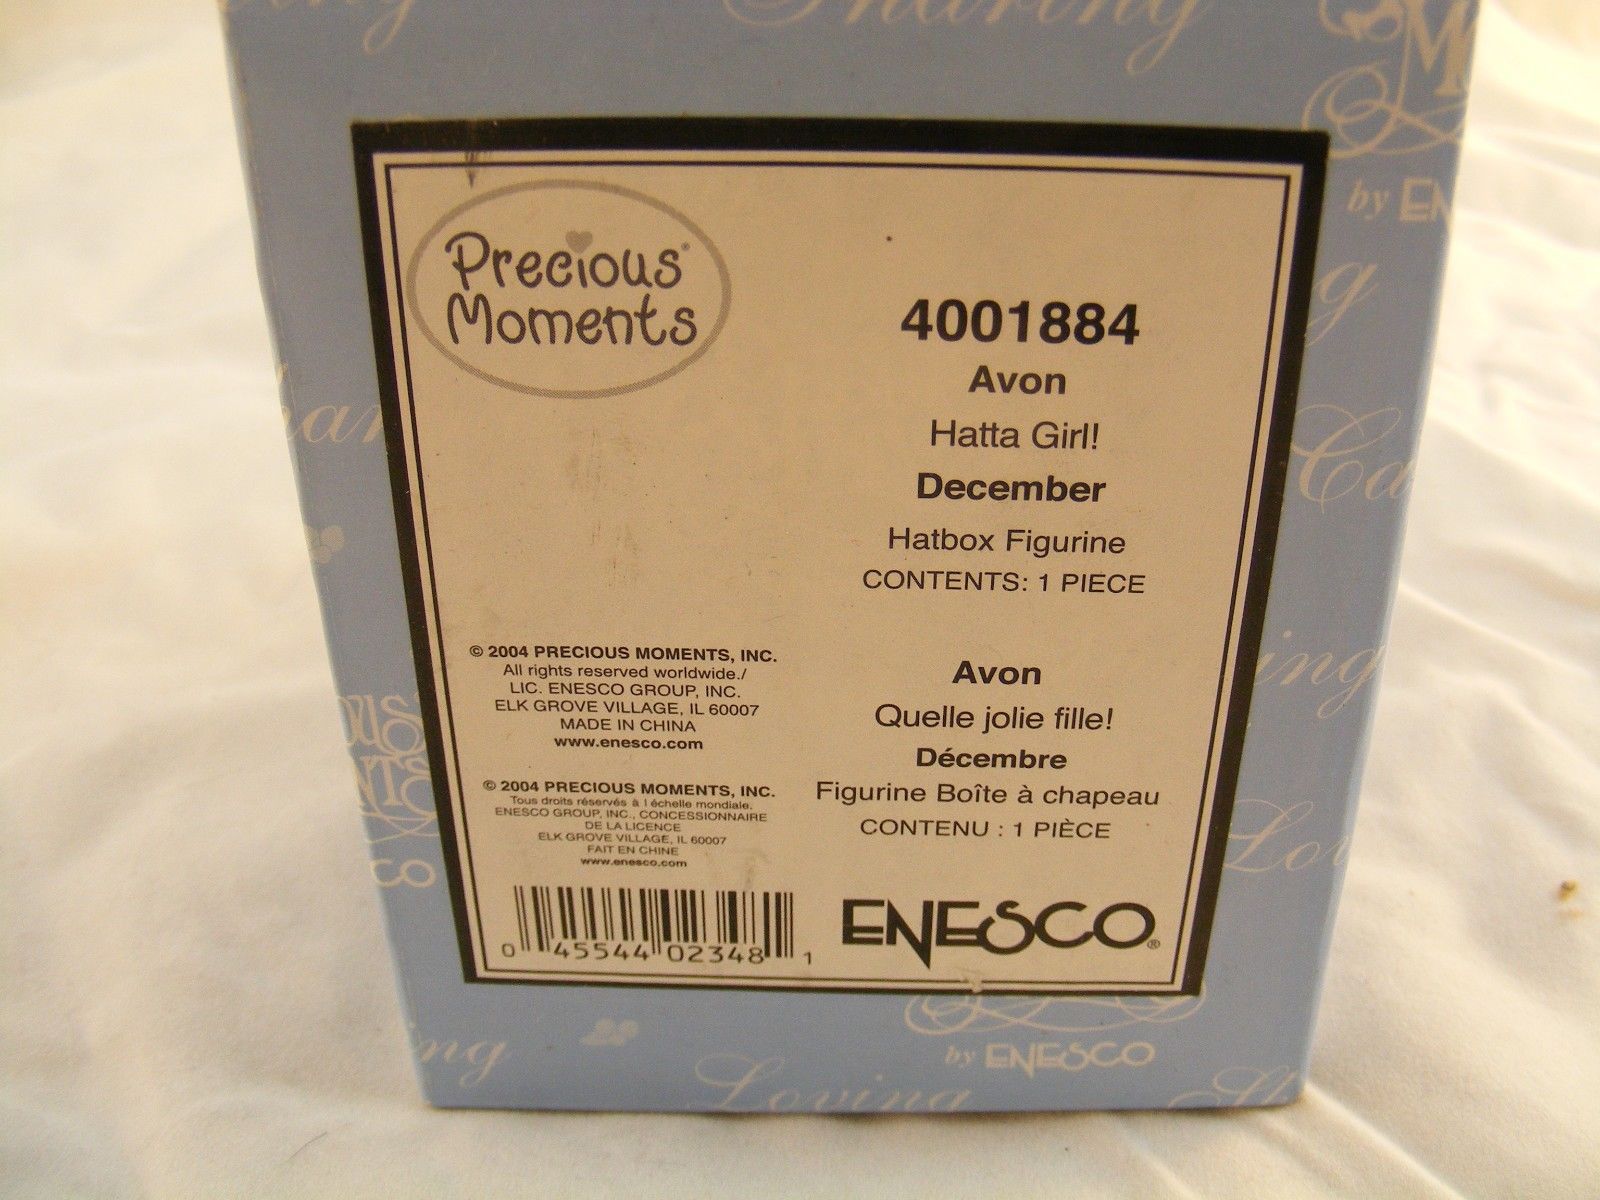 Sharing
by EN
Precious
Moments
4001884
Avon
Hatta Girl!
December
Hatbox Figurine
CONTENTS: 1 PIECE
© 2004 PRECIOUS MOMENTS, INC.
All rights reserved worldwide./
LIC. ENESCO GROUP, INC.
ELK GROVE VILLAGE, IL 60007
MADE IN CHINA
www.enesco.com
© 2004 PRECIOUS MOMENTS, INC.
Tous droits réservés à l échelle mondiale.
ENESCO GROUP, INC., CONCESSIONNAIRE
DE LA LICENCE
ELK GROVE VILLAGE, IL 60007
FAIT EN CHINE
www.enesco.com
Avon
Quelle jolie fille!
Décembre
Figurine Boîte à chapeau
CONTENU : 1 PIÈCE
0 45544 02348 1
ENESCO®
by ENESCO
Loving